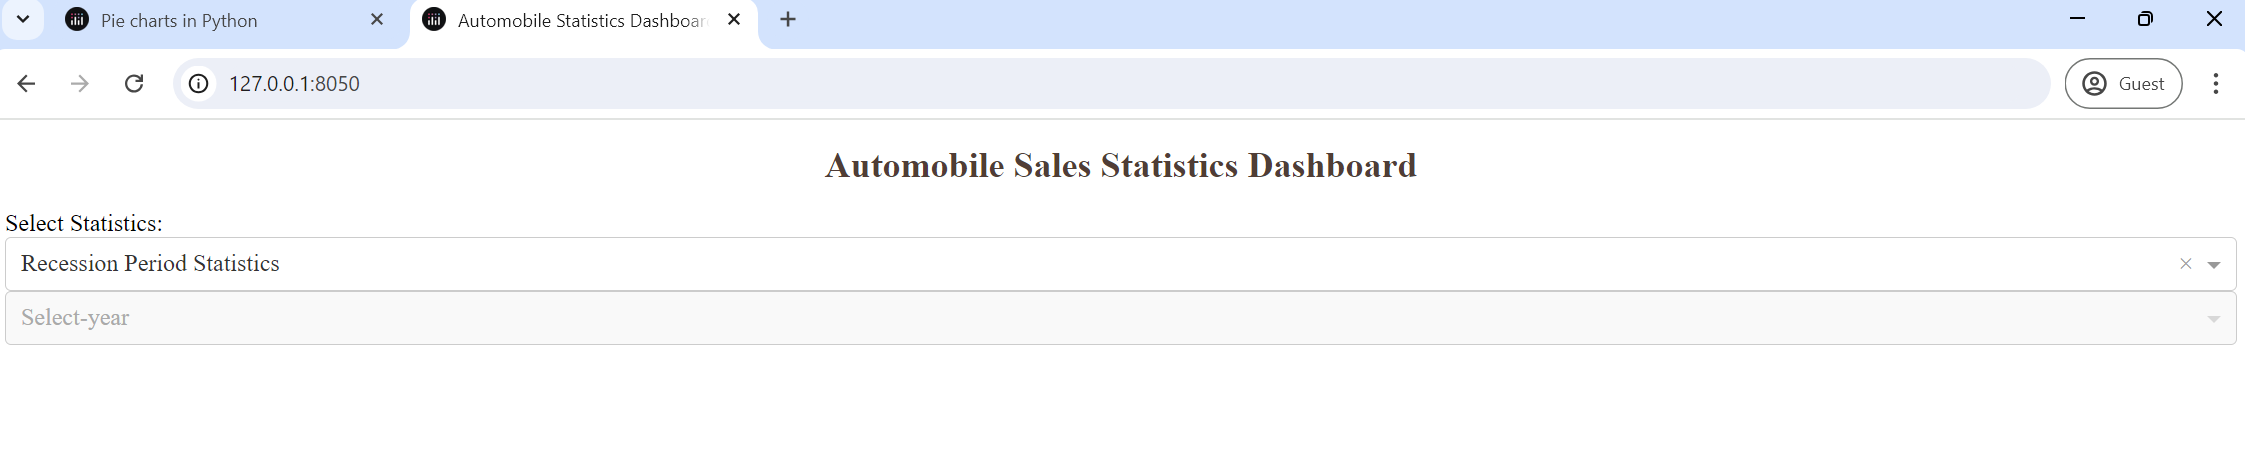 Pie charts in Python
Automobile Statistics Dashboar
127.0.0.1:8050
Guest
Automobile Sales Statistics Dashboard
Select Statistics:
Recession Period Statistics
Select-year